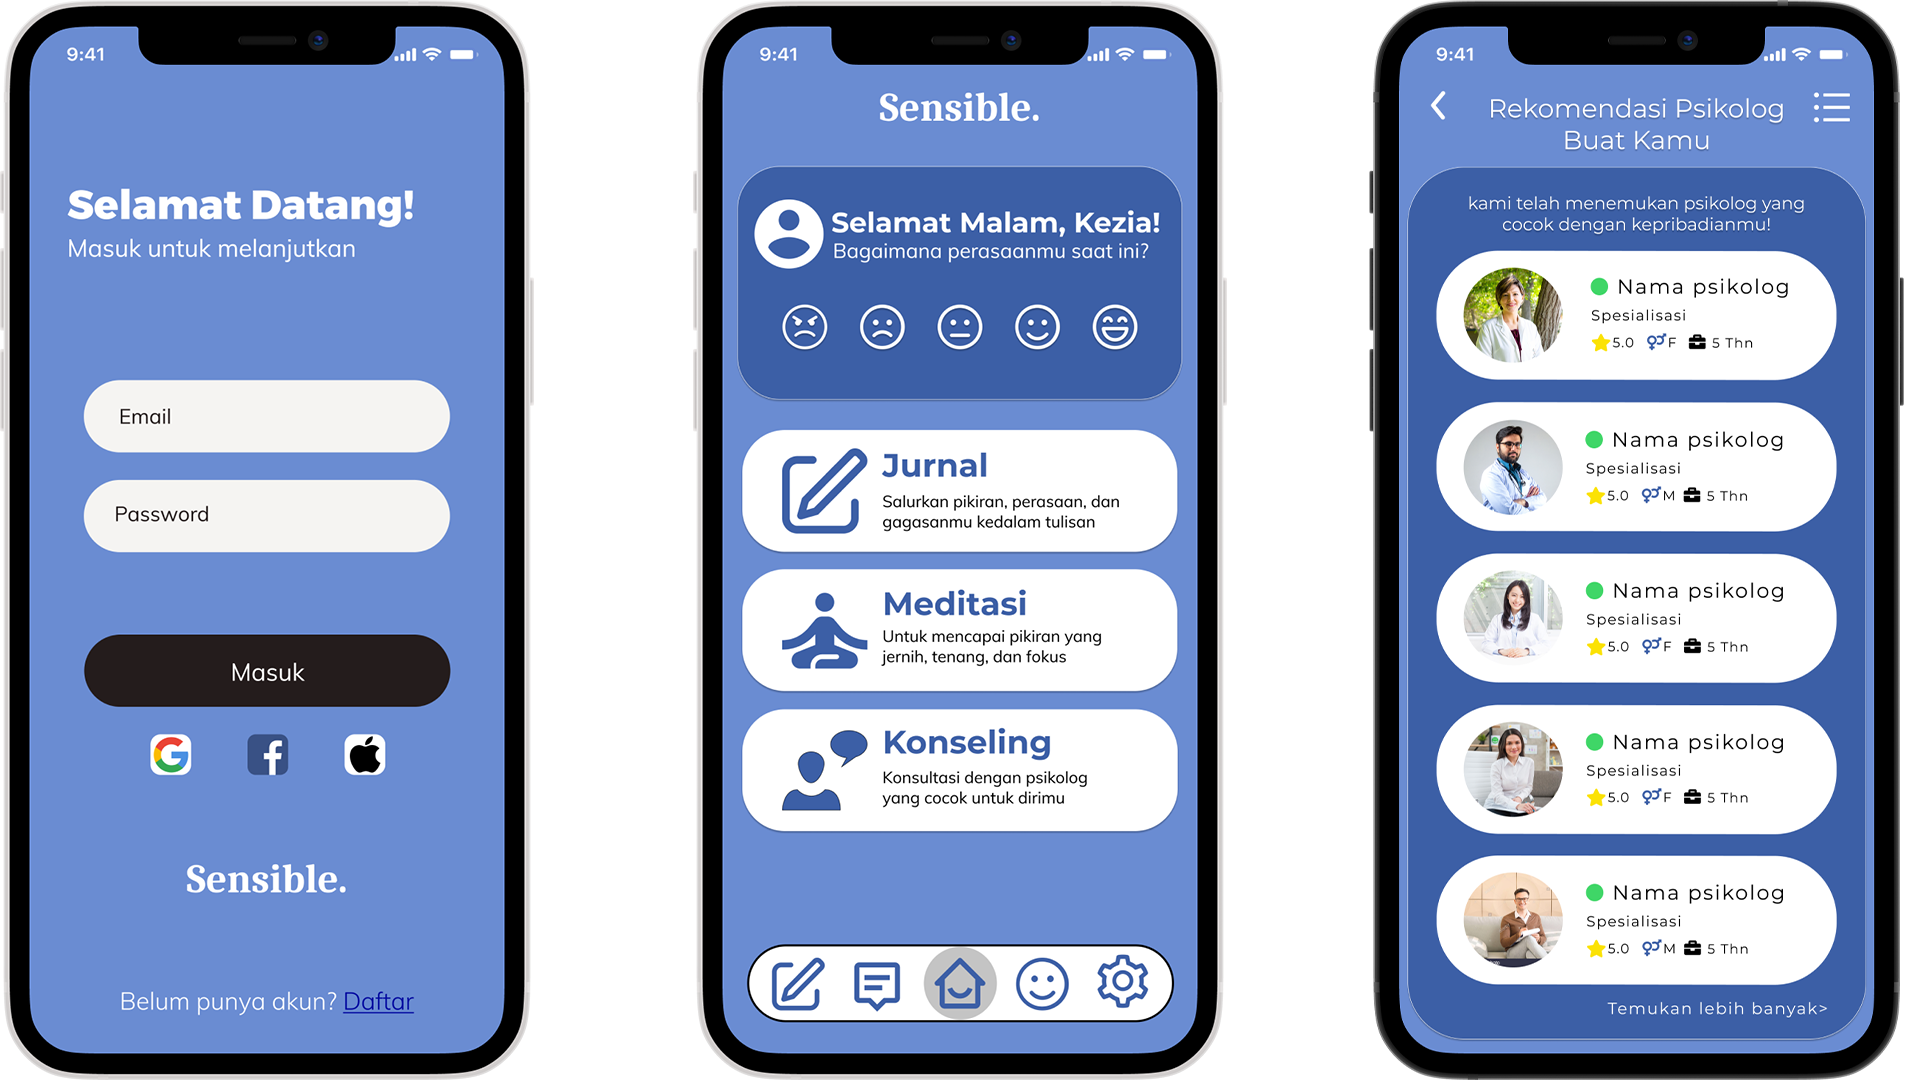 9:41
Selamat Datang!
Masuk untuk melanjutkan
Email
Password
Masuk
Sensible.
Belum punya akun? Daftar
9:41
Sensible.
Selamat Malam, Kezia!
Bagaimana perasaanmu saat ini?
Jurnal
Salurkan pikiran, perasaan, dan
gagasanmu kedalam tulisan
Meditasi
Untuk mencapai pikiran yang
jernih, tenang, dan fokus
Konseling
Konsultasi dengan psikolog
yang cocok untuk dirimu
9:41
Rekomendasi Psikolog
Buat Kamu
kami telah menemukan psikolog yang
cocok dengan kepribadianmu!
Nama psikolog
Spesialisasi
5.0 F 5 Thn
Nama psikolog
Spesialisasi
5.0 M 5 Thn
Nama psikolog
Spesialisasi
5.0 F 5 Thn
Nama psikolog
Spesialisasi
5.0 F 5 Thn
Nama psikolog
Spesialisasi
5.0 M 5 Thn
Temukan lebih banyak>